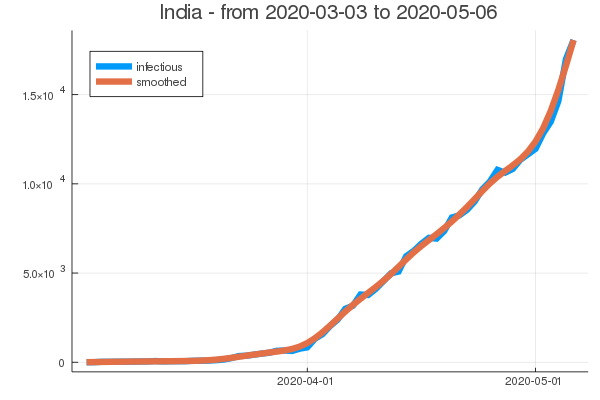 India - from 2020-03-03 to 2020-05-06
infectious
smoothed
1.5×10⁴
1.0×10⁴
5.0×10³
0
2020-04-01 2020-05-01